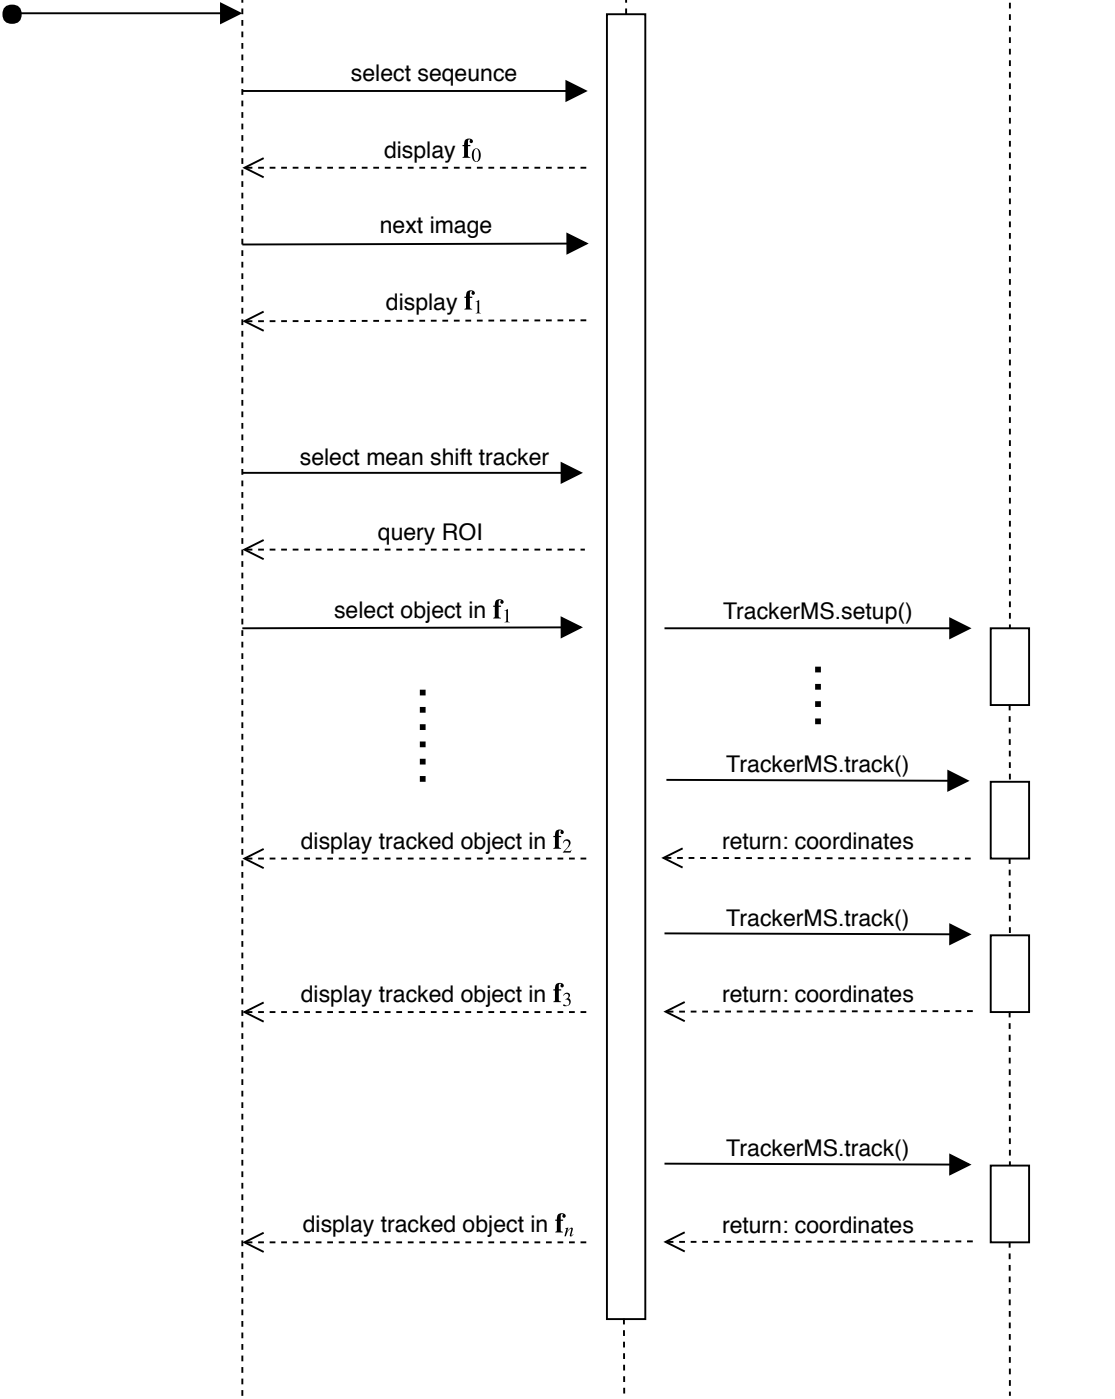 select seqeunce
display f₀
next image
display f₁
select mean shift tracker
query ROI
select object in f₁
TrackerMS.setup()
TrackerMS.track()
display tracked object in f₂
return: coordinates
TrackerMS.track()
display tracked object in f₃
return: coordinates
TrackerMS.track()
display tracked object in fₙ
return: coordinates